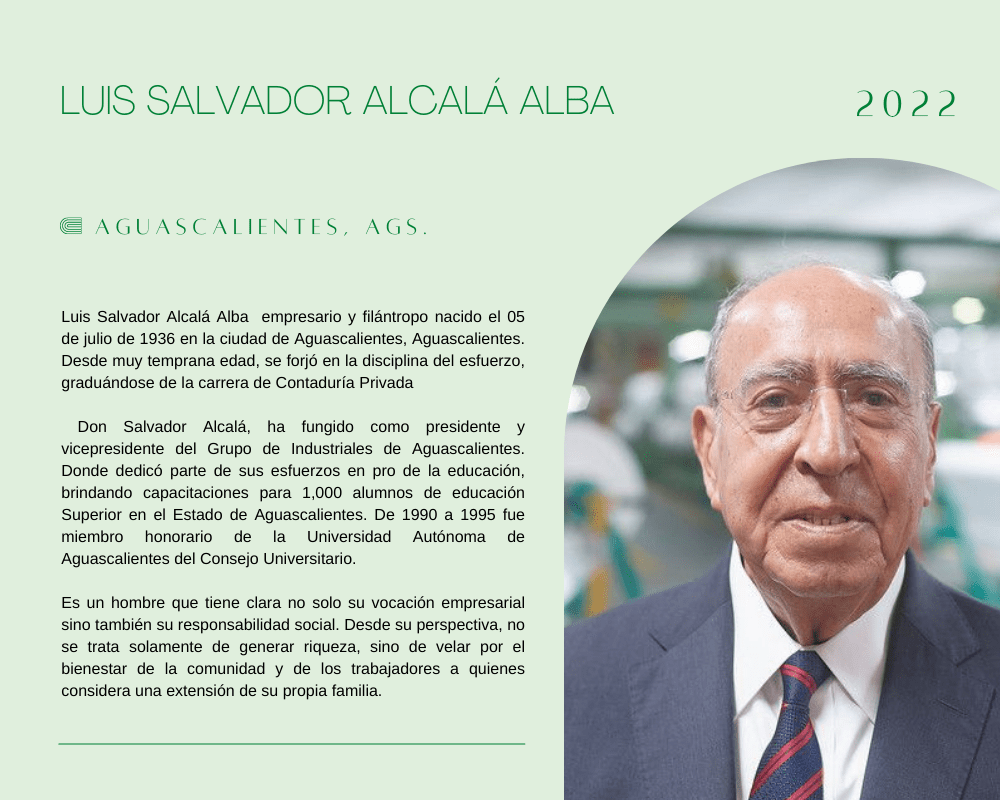 LUIS SALVADOR ALCALÁ ALBA
2022
AGUASCALIENTES, AGS.
Luis Salvador Alcalá Alba empresario y filántropo nacido el 05
de julio de 1936 en la ciudad de Aguascalientes, Aguascalientes.
Desde muy temprana edad, se forjó en la disciplina del esfuerzo,
graduándose de la carrera de Contaduría Privada
Don Salvador Alcalá, ha fungido como presidente y
vicepresidente del Grupo de Industriales de Aguascalientes.
Donde dedicó parte de sus esfuerzos en pro de la educación,
brindando capacitaciones para 1,000 alumnos de educación
Superior en el Estado de Aguascalientes. De 1990 a 1995 fue
miembro honorario de la Universidad Autónoma de
Aguascalientes del Consejo Universitario.
Es un hombre que tiene clara no solo su vocación empresarial
sino también su responsabilidad social. Desde su perspectiva, no
se trata solamente de generar riqueza, sino de velar por el
bienestar de la comunidad y de los trabajadores a quienes
considera una extensión de su propia familia.